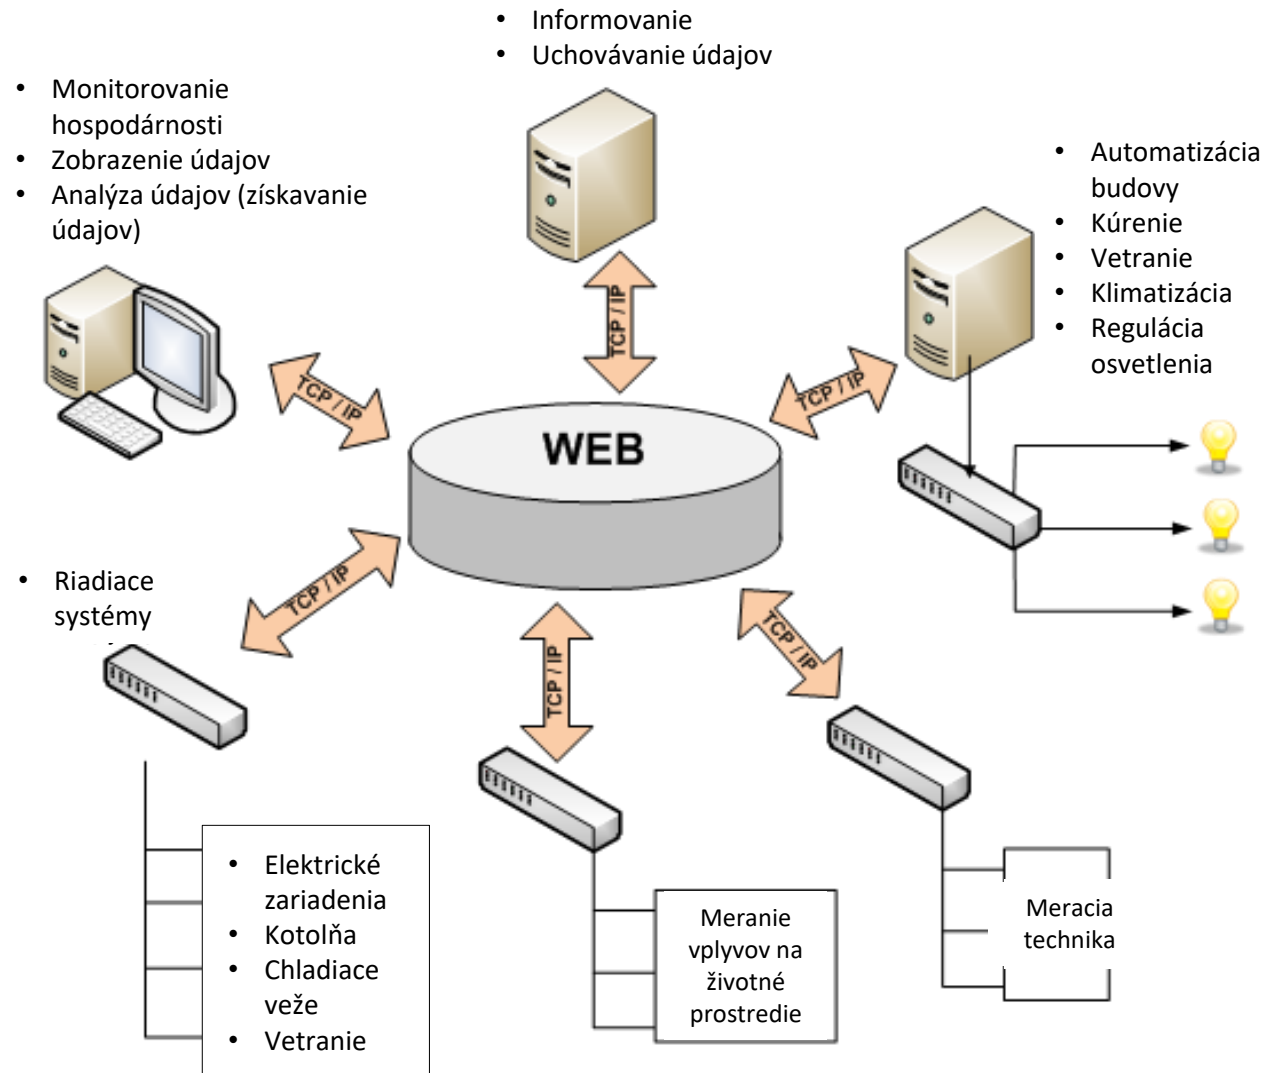 • Informovanie
• Uchovávanie údajov
• Monitorovanie
hospodárnosti
• Zobrazenie údajov
• Analýza údajov (získavanie
údajov)
• Automatizácia
budovy
• Kúrenie
• Vetranie
• Klimatizácia
• Regulácia
osvetlenia
TCP / IP
TCP / IP
TCP / IP
WEB
TCP / IP
TCP / IP
TCP / IP
• Riadiace
systémy
• Elektrické
zariadenia
• Kotolňa
• Chladiace
veže
• Vetranie
Meranie
vplyvov na
životné
prostredie
Meracia
technika